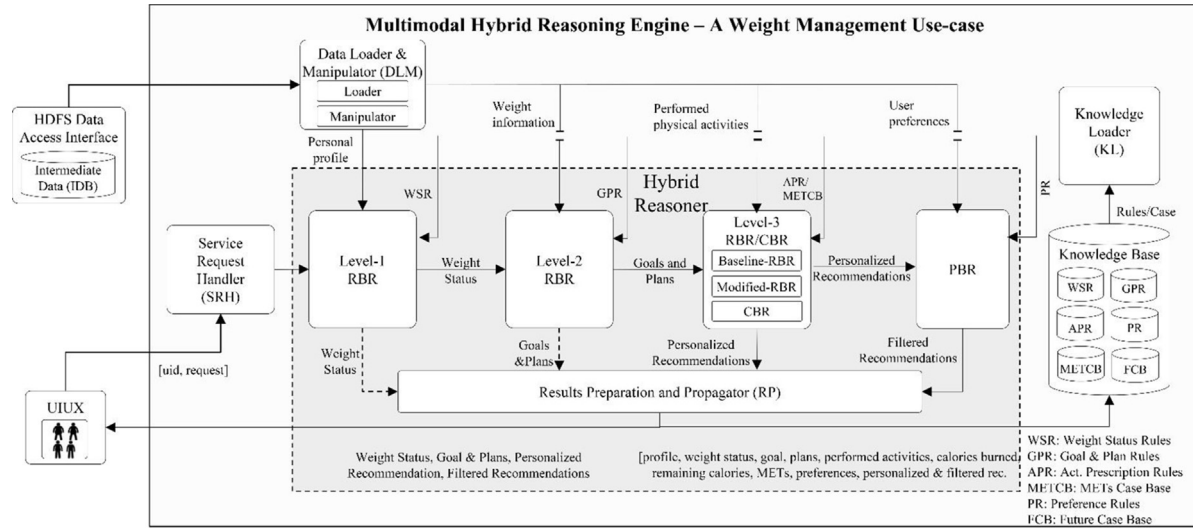 Multimodal Hybrid Reasoning Engine – A Weight Management Use-case
Data Loader &
Manipulator (DLM)
Loader
Manipulator
HDFS Data
Access Interface
Intermediate
Data (IDB)
Personal
profile
Weight
information
Performed
physical activities
User
preferences
Knowledge
Loader
(KL)
Hybrid
Reasoner
WSR
GPR
APR/
METCB
PR
Rules/Case
Service
Request
Handler
(SRH)
Level-1
RBR
Weight
Status
Level-2
RBR
Goals and
Plans
Level-3
RBR/CBR
Baseline-RBR
Modified-RBR
CBR
Personalized
Recommendations
PBR
Knowledge Base
WSR
GPR
APR
PR
METCB
FCB
Weight
Status
Goals
&Plans
Personalized
Recommendations
Filtered
Recommendations
[uid, request]
Results Preparation and Propagator (RP)
UIUX
Weight Status, Goal & Plans, Personalized
Recommendation, Filtered Recommendations
[profile, weight status, goal, plans, performed activities, calories burned,
remaining calories, METs, preferences, personalized & filtered rec.
WSR: Weight Status Rules
GPR: Goal & Plan Rules
APR: Act. Prescription Rules
METCB: METs Case Base
PR: Preference Rules
FCB: Future Case Base